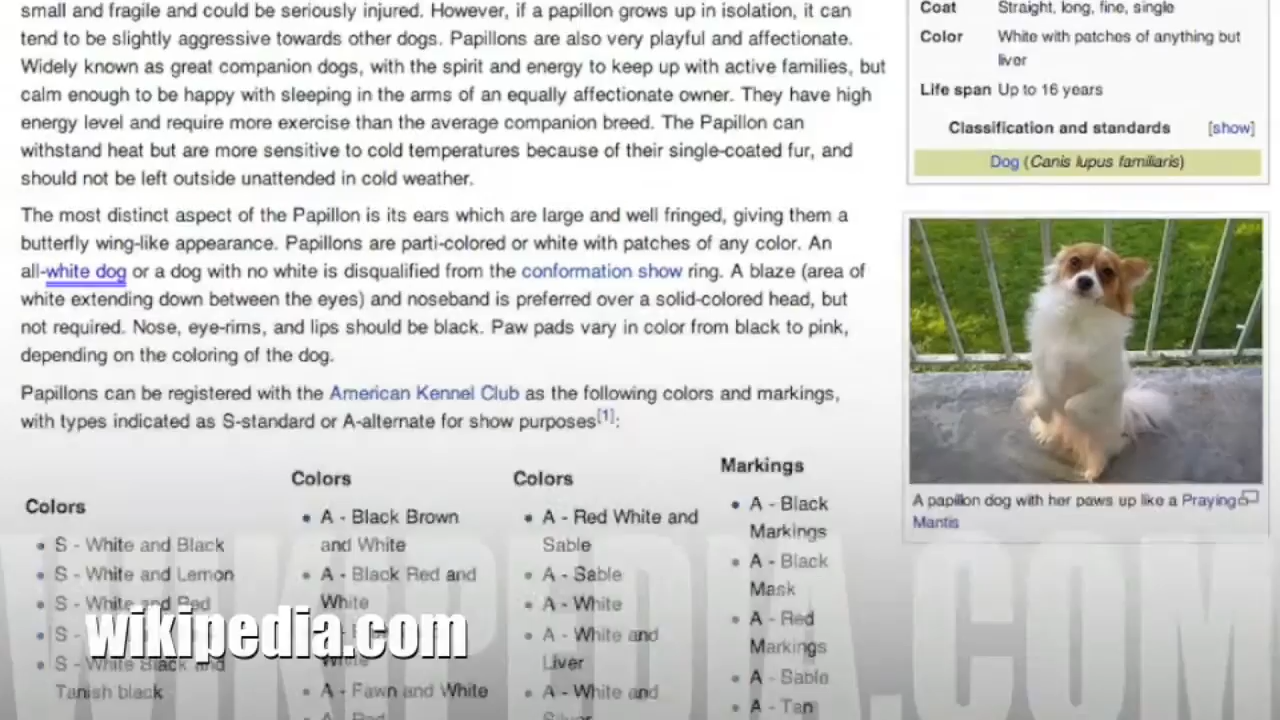 small and fragile and could be seriously injured. However, if a papillon grows up in isolation, it can
tend to be slightly aggressive towards other dogs. Papillons are also very playful and affectionate.
Widely known as great companion dogs, with the spirit and energy to keep up with active families, but
calm enough to be happy with sleeping in the arms of an equally affectionate owner. They have high
energy level and require more exercise than the average companion breed. The Papillon can
withstand heat but are more sensitive to cold temperatures because of their single-coated fur, and
should not be left outside unattended in cold weather.
The most distinct aspect of the Papillon is its ears which are large and well fringed, giving them a
butterfly wing-like appearance. Papillons are parti-colored or white with patches of any color. An
all-white dog or a dog with no white is disqualified from the conformation show ring. A blaze (area of
white extending down between the eyes) and noseband is preferred over a solid-colored head, but
not required. Nose, eye-rims, and lips should be black. Paw pads vary in color from black to pink,
depending on the coloring of the dog.
Papillons can be registered with the American Kennel Club as the following colors and markings,
with types indicated as S-standard or A-alternate for show purposes[1]:
Colors
• S - White and Black
• S - White and Lemon
• S - White and Red
• S -
• S - White Black and
Tanish black
Colors
• A - Black Brown
and White
• A - Black Red and
White
White
• A - Fawn and White
A - Red
Colors
• A - Red White and
Sable
• A - Sable
• A - White
• A - White and
Liver
• A - White and
Silver
Markings
• A - Black
Markings
• A - Black
Mask
• A - Red
Markings
• A - Sable
• A - Tan
Coat Straight, long, fine, single
Color White with patches of anything but
liver
Life span Up to 16 years
Classification and standards [show]
Dog (Canis lupus familiaris)
A papillon dog with her paws up like a Praying
Mantis
wikipedia.com
WIKIPEDIA.COM